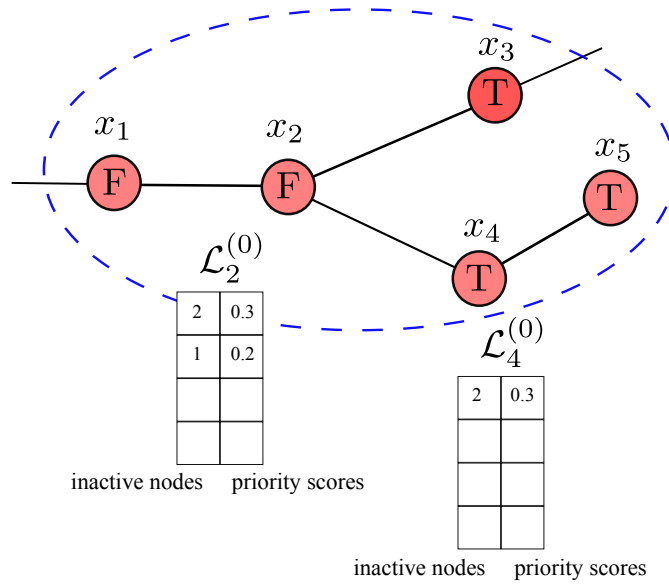 x₃
T
x₁
x₂
x₅
F
F
T
x₄
T
ℒ₂⁽⁰⁾
2 0.3
1 0.2
inactive nodes priority scores
ℒ₄⁽⁰⁾
2 0.3
inactive nodes priority scores